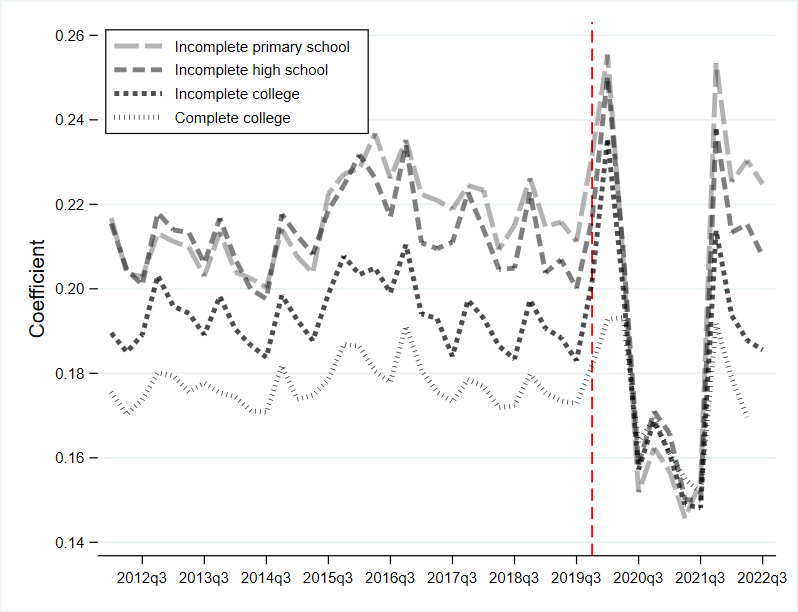 0.26
0.24
0.22
0.20
0.18
0.16
0.14
Coefficient
Incomplete primary school
Incomplete high school
Incomplete college
Complete college
2012q3 2013q3 2014q3 2015q3 2016q3 2017q3 2018q3 2019q3 2020q3 2021q3 2022q3